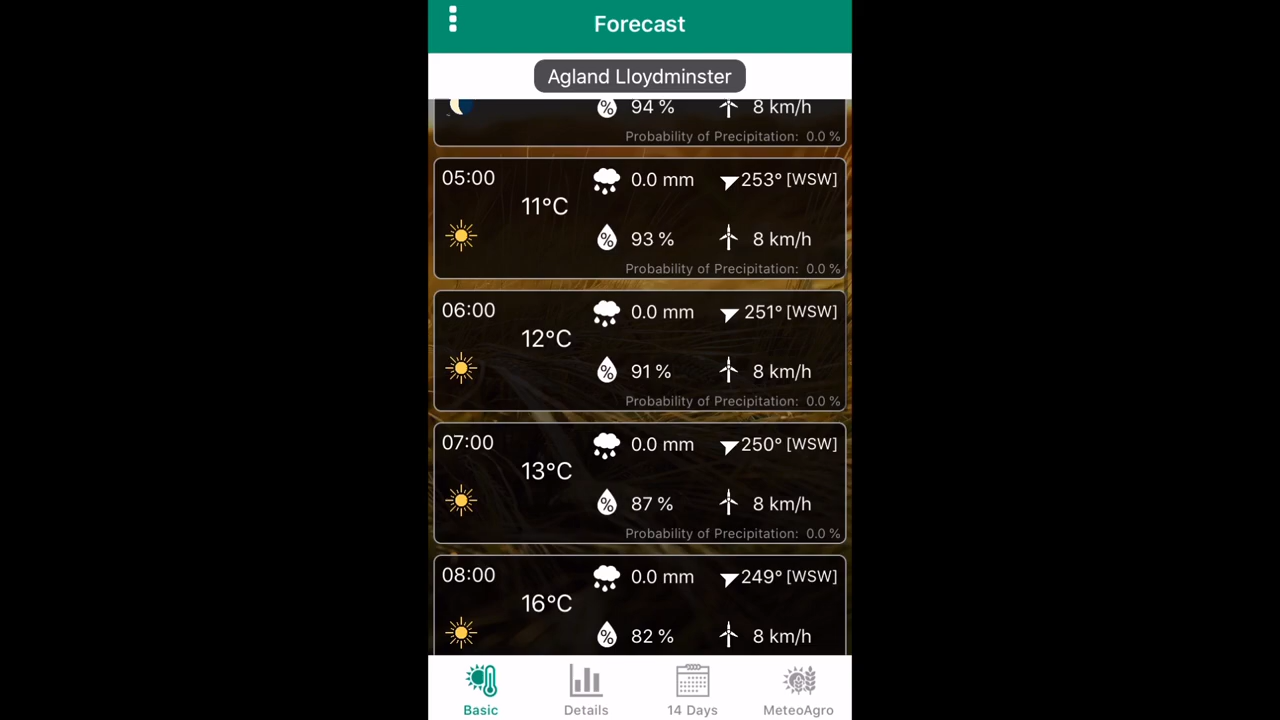 Forecast
Agland Lloydminster
94 % 8 km/h
Probability of Precipitation: 0.0 %
05:00 0.0 mm 253° [WSW]
11°C
% 93 % 8 km/h
Probability of Precipitation: 0.0 %
06:00 0.0 mm 251° [WSW]
12°C
% 91 % 8 km/h
Probability of Precipitation: 0.0 %
07:00 0.0 mm 250° [WSW]
13°C
% 87 % 8 km/h
Probability of Precipitation: 0.0 %
08:00 0.0 mm 249° [WSW]
16°C
% 82 % 8 km/h
Basic Details 14 Days MeteoAgro